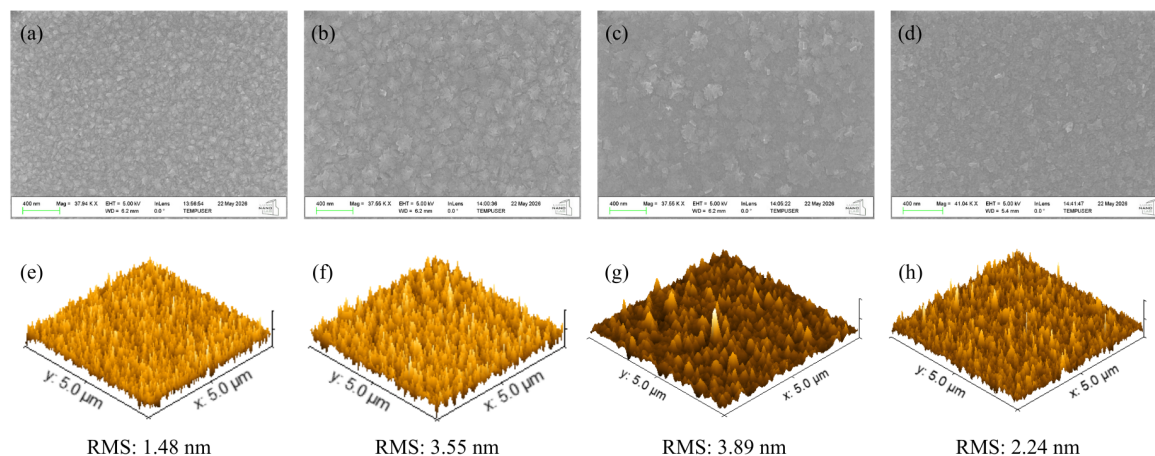 (a)
400 nm Mag = 37.94 K X EHT = 5.00 kV InLens 13:56:54 22 May 2026
WD = 6.2 mm 0.0 ° TEMPUSER
(b)
400 nm Mag = 37.55 K X EHT = 5.00 kV InLens 14:00:36 22 May 2026
WD = 6.2 mm 0.0 ° TEMPUSER
(c)
400 nm Mag = 37.55 K X EHT = 5.00 kV InLens 14:05:22 22 May 2026
WD = 6.2 mm 0.0 ° TEMPUSER
(d)
400 nm Mag = 41.04 K X EHT = 5.00 kV InLens 14:41:47 22 May 2026
WD = 5.4 mm 0.0 ° TEMPUSER
(e)
y: 5.0 μm
x: 5.0 μm
RMS: 1.48 nm
(f)
y: 5.0 μm
x: 5.0 μm
RMS: 3.55 nm
(g)
y: 5.0 μm
x: 5.0 μm
RMS: 3.89 nm
(h)
y: 5.0 μm
x: 5.0 μm
RMS: 2.24 nm